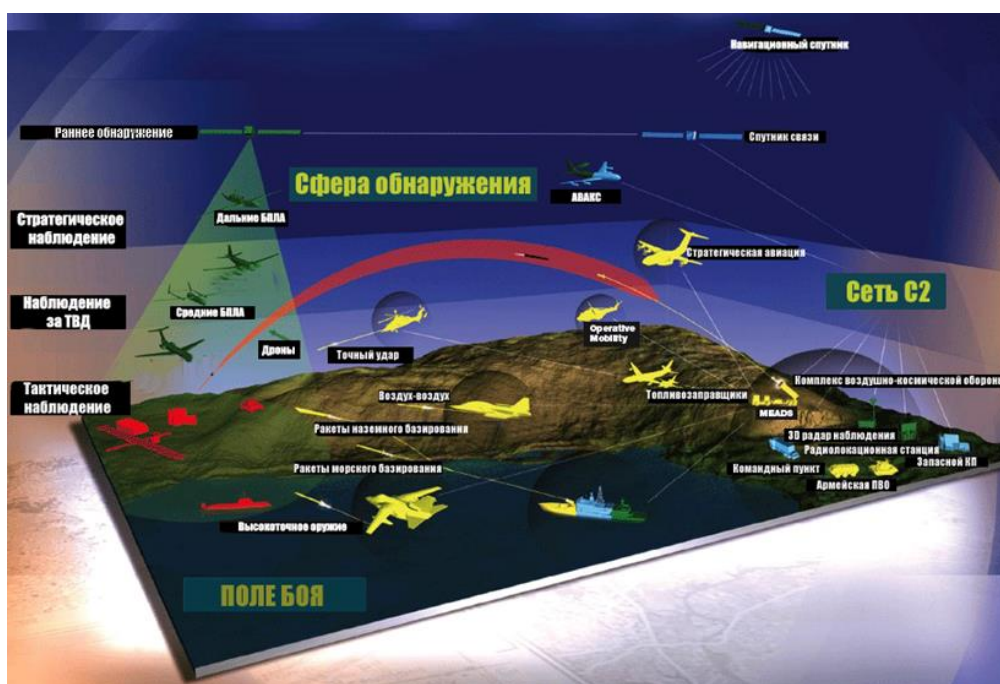 Навигационный спутник
Раннее обнаружение
Спутник связи
Сфера обнаружения
АВАКС
Дальние БПЛА
Стратегическое
наблюдение
Стратегическая авиация
Сеть С2
Наблюдение
за ТВД
Средние БПЛА
Operative
Mobility
Дроны
Точный удар
Тактическое
наблюдение
Комплекс воздушно-космической обороны
Топливозаправщики
Воздух-воздух
MEADS
Ракеты наземного базирования
3D радар наблюдения
Радиолокационная станция
Запасной КП
Ракеты морского базирования
Командный пункт
Армейская ПВО
Высокоточное оружие
ПОЛЕ БОЯ